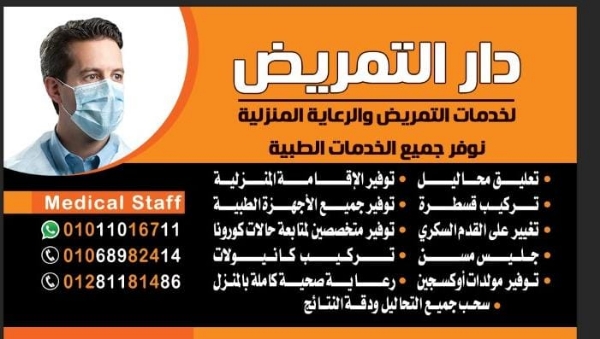 دار التمريض
لخدمات التمريض والرعاية المنزلية
نوفر جميع الخدمات الطبية
• تعليق محاليل • توفير الإقامة المنزلية
• تركيب قسطرة • توفير جميع الأجهزة الطبية
• تغيير على القدم السكري • توفير متخصصين لمتابعة حالات كورونا
• جليس مسن • تركيب كانيولات
• توفير مولدات أوكسجين • رعاية صحية كاملة بالمنزل
• سحب جميع التحاليل ودقة النتائج
Medical Staff
01011016711
01068982414
01281181486